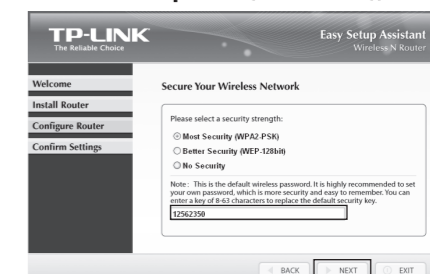 TP-LINK
The Reliable Choice
Easy Setup Assistant
Wireless N Router
Welcome
Install Router
Configure Router
Confirm Settings
Secure Your Wireless Network
Please select a security strength:
Most Security (WPA2-PSK)
Better Security (WEP-128bit)
No Security
Note: This is the default wireless password. It is highly recommended to set
your own password, which is more security and easy to remember. You can
enter a key of 8-63 characters to replace the default security key.
12562350
BACK
NEXT
EXIT